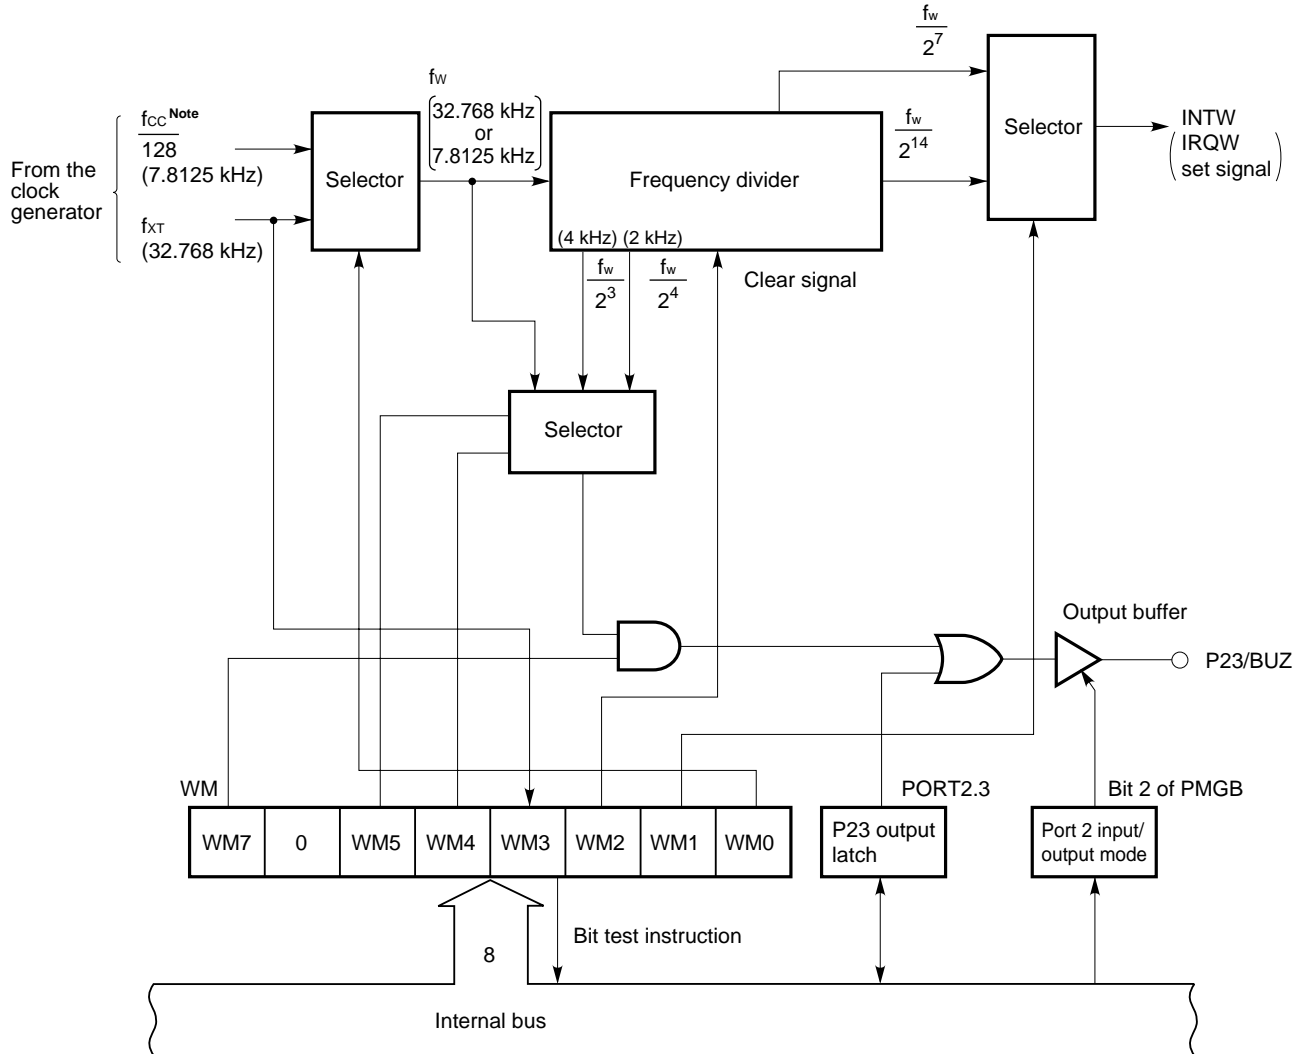 fCC Note
128
(7.8125 kHz)
From the
clock
generator
fXT
(32.768 kHz)
Selector
fW
32.768 kHz
or
7.8125 kHz
Frequency divider
(4 kHz) (2 kHz)
fw
2^7
fw
2^14
Selector
INTW
IRQW
set signal
fw
2^3
fw
2^4
Clear signal
Selector
Output buffer
P23/BUZ
WM
WM7 0 WM5 WM4 WM3 WM2 WM1 WM0
PORT2.3
P23 output
latch
Bit 2 of PMGB
Port 2 input/
output mode
8
Bit test instruction
Internal bus